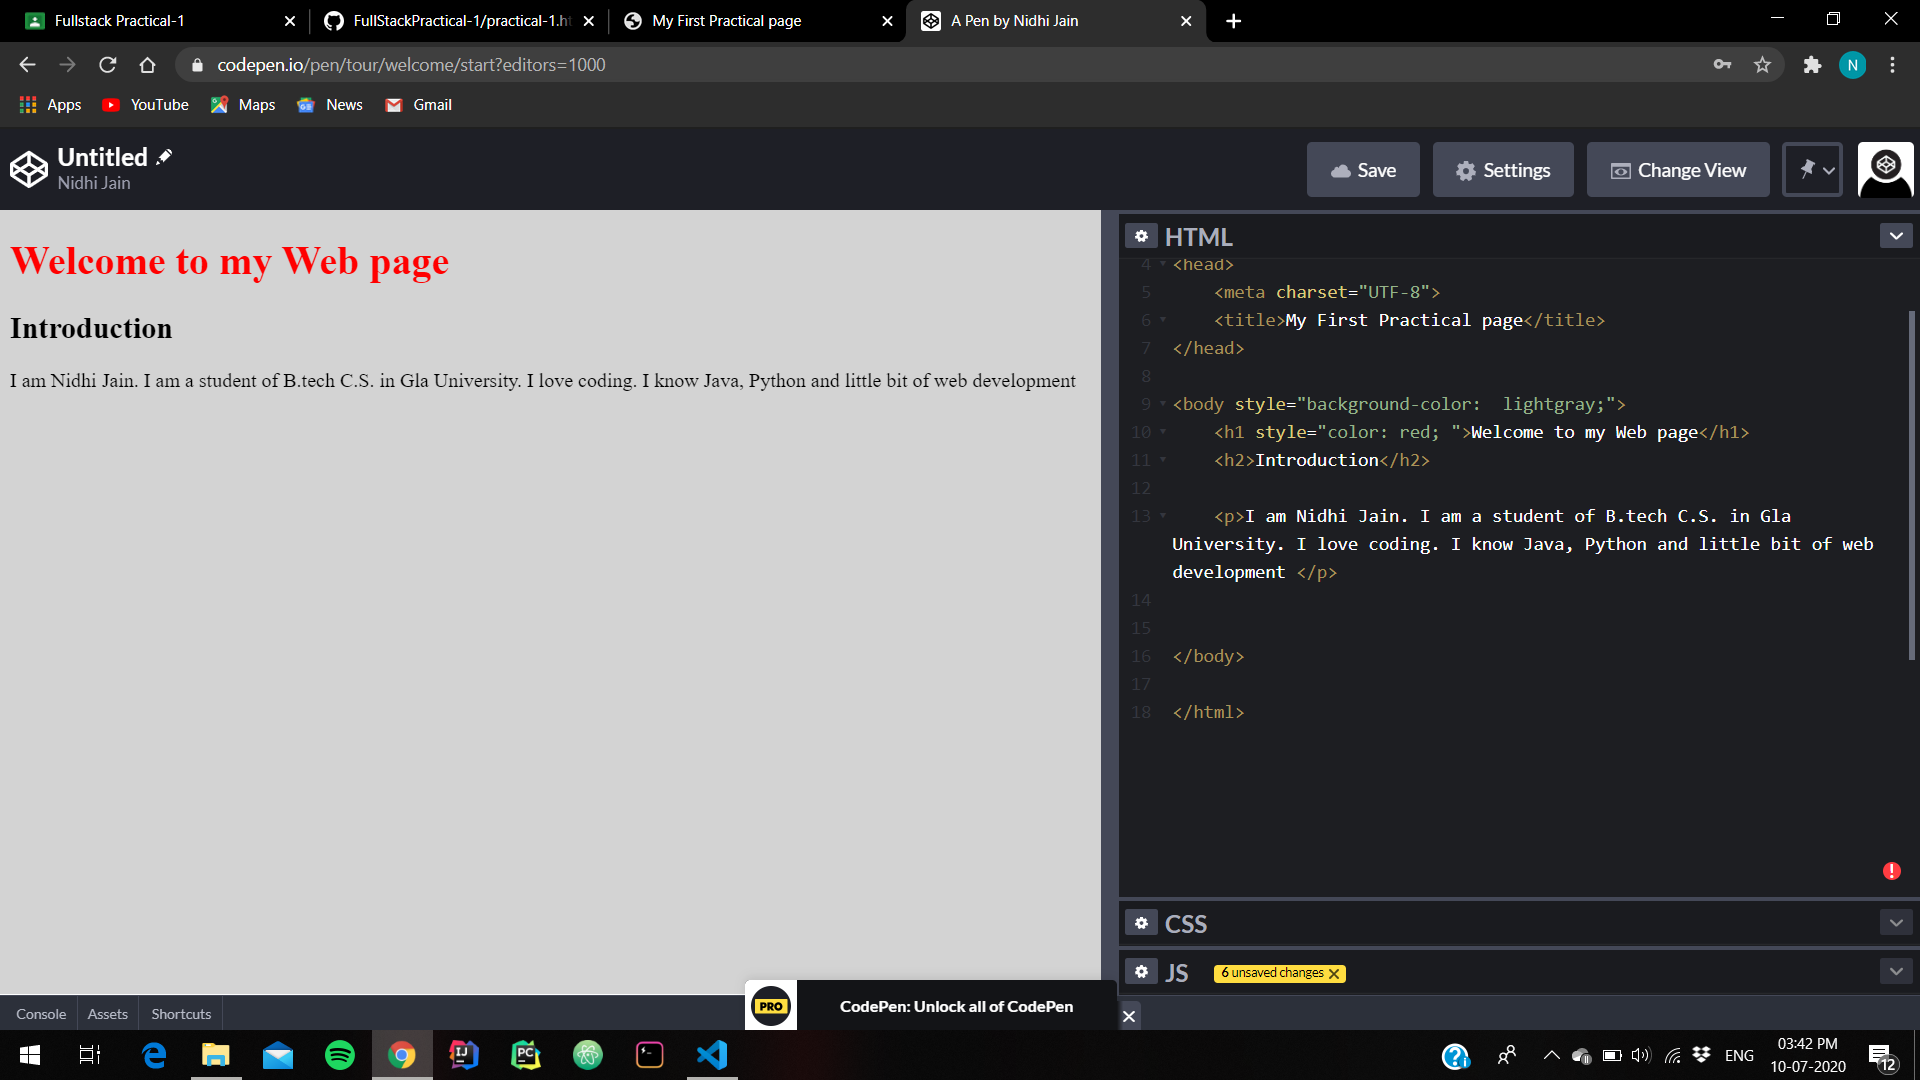 Fullstack Practical-1
FullStackPractical-1/practical-1.ht
My First Practical page
A Pen by Nidhi Jain
codepen.io/pen/tour/welcome/start?editors=1000
N
Apps
YouTube
Maps
News
Gmail
Untitled
Nidhi Jain
Save
Settings
Change View
Welcome to my Web page
Introduction
I am Nidhi Jain. I am a student of B.tech C.S. in Gla University. I love coding. I know Java, Python and little bit of web development
HTML
4 <head>
5 <meta charset="UTF-8">
6 <title>My First Practical page</title>
7 </head>
8
9 <body style="background-color:  lightgray;">
10 <h1 style="color: red; ">Welcome to my Web page</h1>
11 <h2>Introduction</h2>
12
13 <p>I am Nidhi Jain. I am a student of B.tech C.S. in Gla
University. I love coding. I know Java, Python and little bit of web
development </p>
14
15
16 </body>
17
18 </html>
CSS
JS
6 unsaved changes
Console
Assets
Shortcuts
PRO
CodePen: Unlock all of CodePen
IJ
PC
ENG
03:42 PM
10-07-2020
12